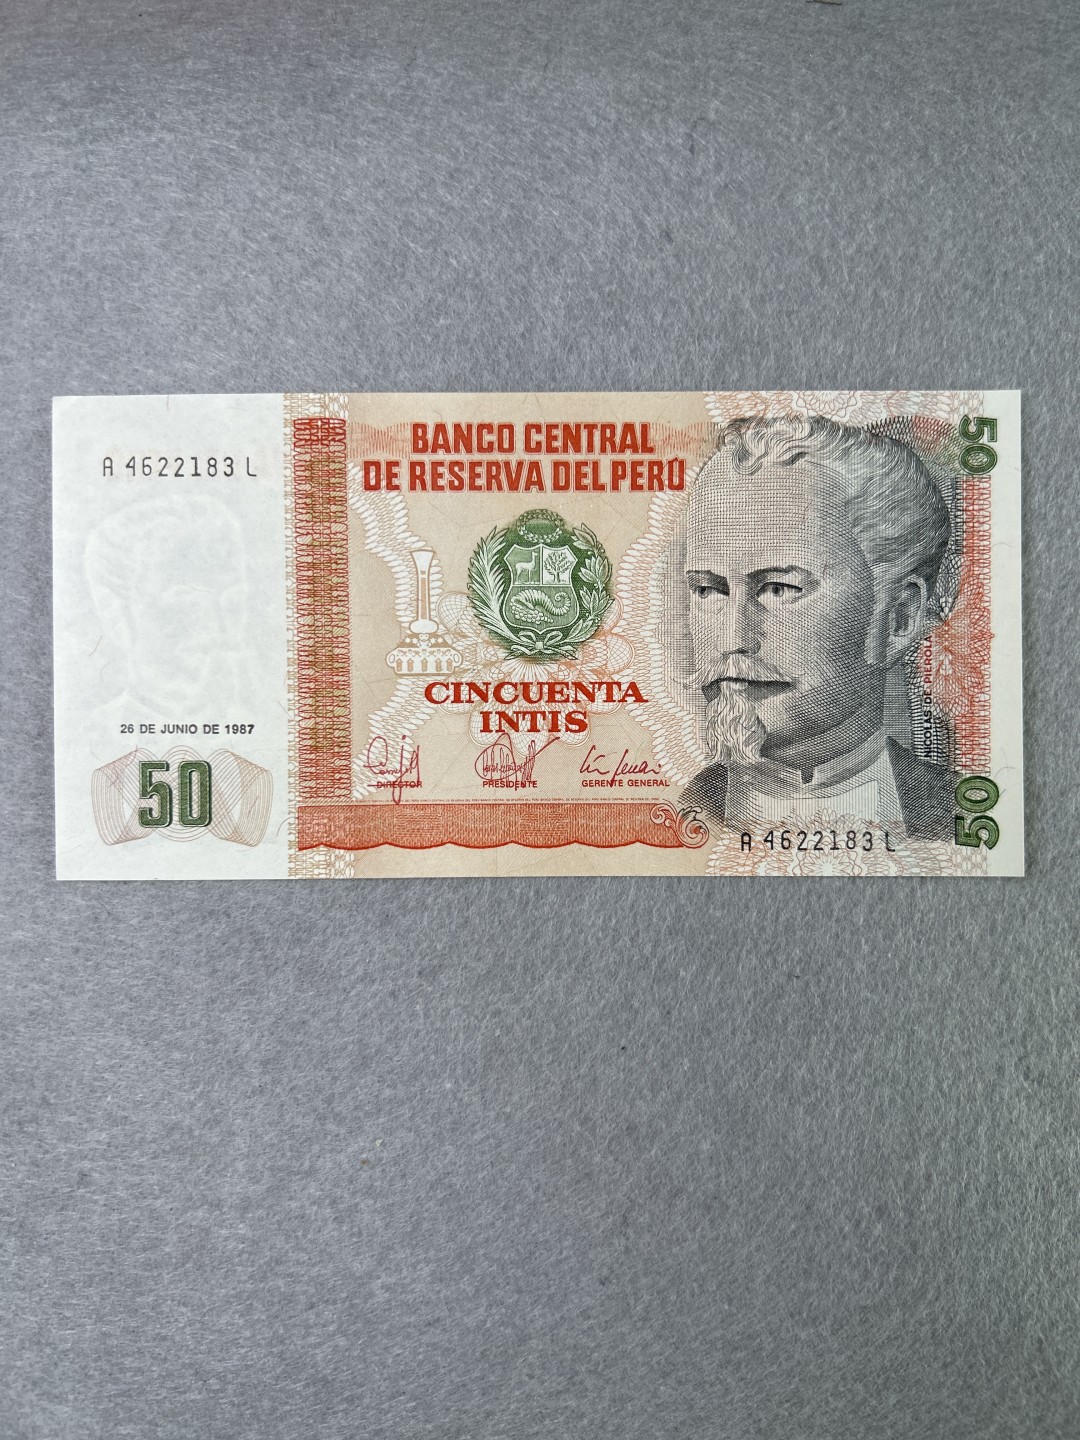 A 4622183 L
BANCO CENTRAL
DE RESERVA DEL PERÚ
50
CINCUENTA
INTIS
26 DE JUNIO DE 1987
50
DIRECTOR
PRESIDENTE
GERENTE GENERAL
NICOLAS DE PIEROLA
50
A 4622183 L